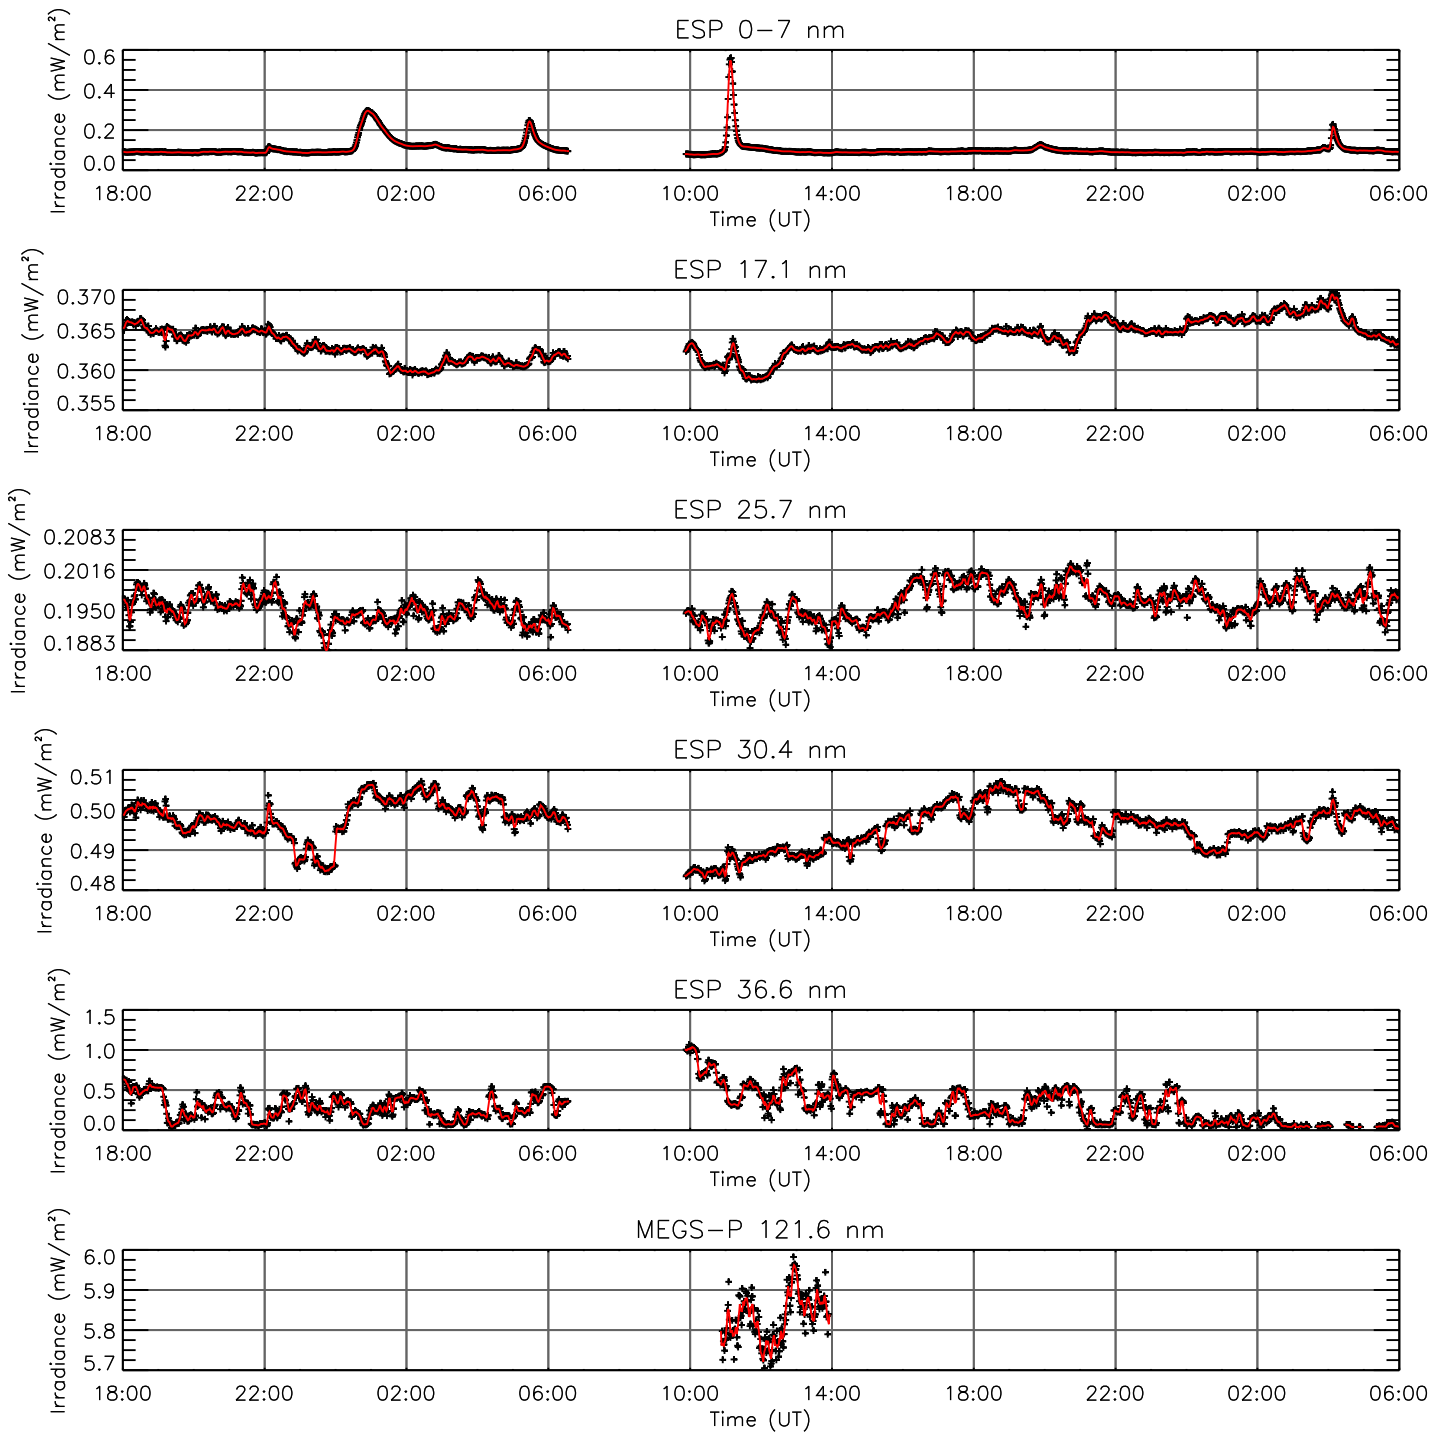 ESP 0-7 nm
Irradiance (mW/m²)
0.6
0.4
0.2
0.0
18:00 22:00 02:00 06:00 10:00 14:00 18:00 22:00 02:00 06:00
Time (UT)
ESP 17.1 nm
Irradiance (mW/m²)
0.370
0.365
0.360
0.355
18:00 22:00 02:00 06:00 10:00 14:00 18:00 22:00 02:00 06:00
Time (UT)
ESP 25.7 nm
Irradiance (mW/m²)
0.2083
0.2016
0.1950
0.1883
18:00 22:00 02:00 06:00 10:00 14:00 18:00 22:00 02:00 06:00
Time (UT)
ESP 30.4 nm
Irradiance (mW/m²)
0.51
0.50
0.49
0.48
18:00 22:00 02:00 06:00 10:00 14:00 18:00 22:00 02:00 06:00
Time (UT)
ESP 36.6 nm
Irradiance (mW/m²)
1.5
1.0
0.5
0.0
18:00 22:00 02:00 06:00 10:00 14:00 18:00 22:00 02:00 06:00
Time (UT)
MEGS-P 121.6 nm
Irradiance (mW/m²)
6.0
5.9
5.8
5.7
18:00 22:00 02:00 06:00 10:00 14:00 18:00 22:00 02:00 06:00
Time (UT)